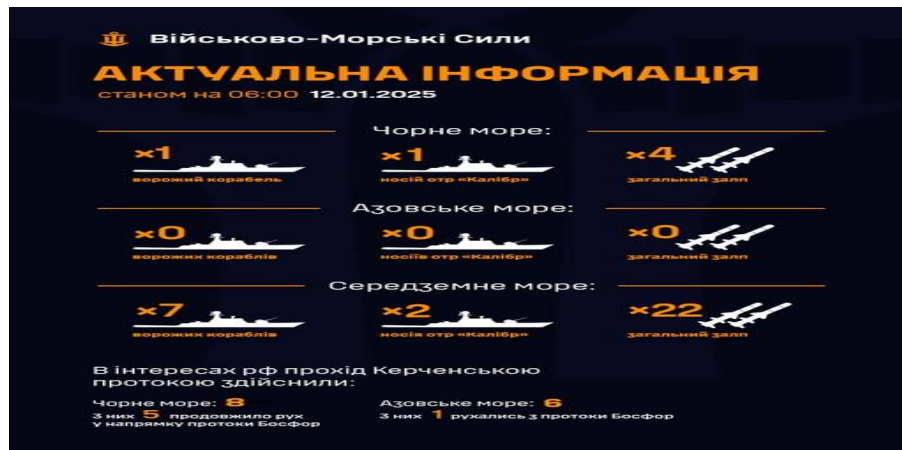 Військово-Морські Сили
АКТУАЛЬНА ІНФОРМАЦІЯ
станом на 06:00 12.01.2025
Чорне море:
×1 ×1 ×4
ворожий корабель носій отр «Калібр» загальний залп
Азовське море:
×0 ×0 ×0
ворожих кораблів носіїв отр «Калібр» загальний залп
Середземне море:
×7 ×2 ×22
ворожих кораблів носія отр «Калібр» загальний залп
В інтересах рф прохід Керченською
протокою здійснили:
Чорне море: 8 Азовське море: 6
з них 5 продовжило рух з них 1 рухались з протоки Босфор
у напрямку протоки Босфор